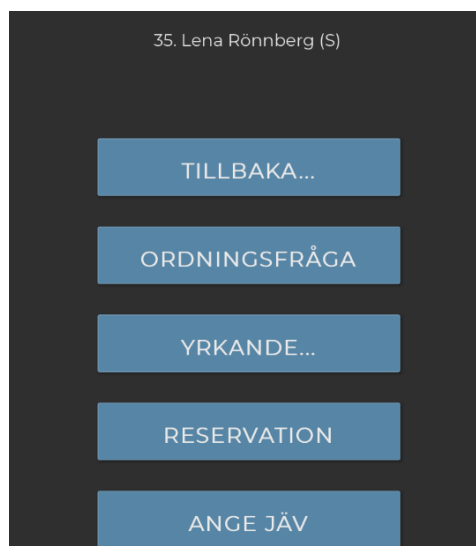 35. Lena Rönnberg (S)
TILLBAKA...
ORDNINGSFRÅGA
YRKANDE...
RESERVATION
ANGE JÄV